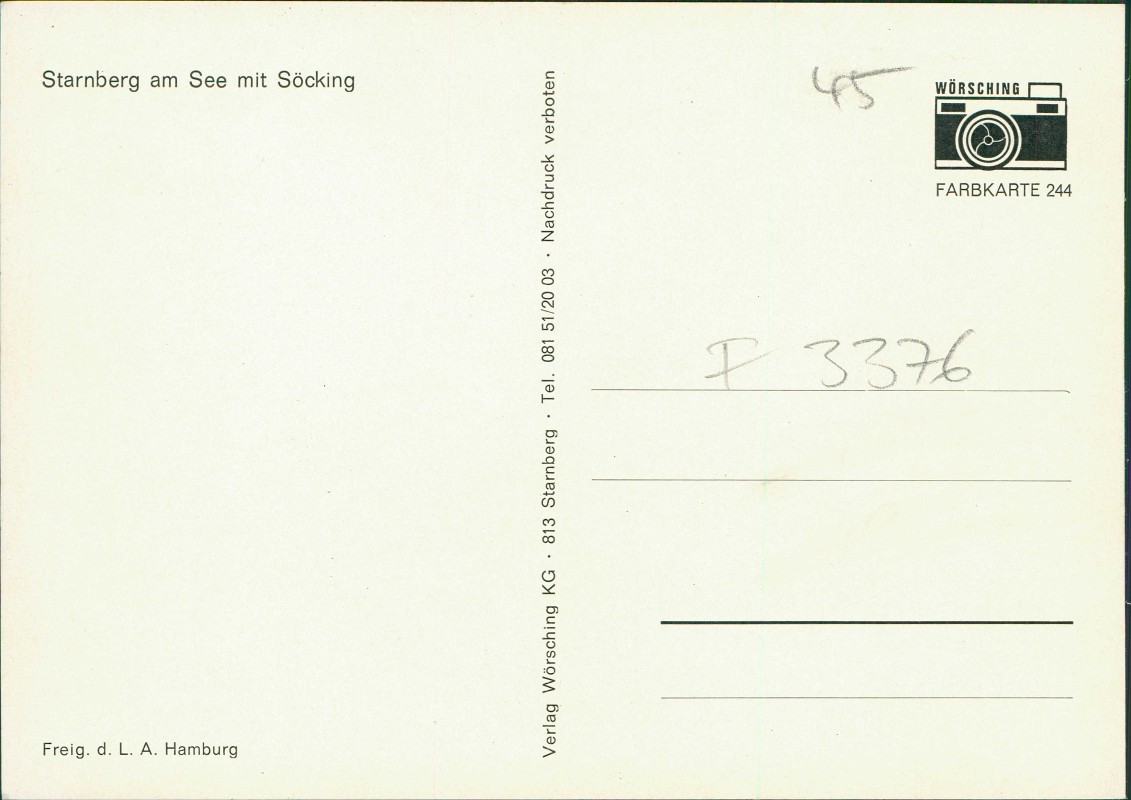 Starnberg am See mit Söcking
Freig. d. L. A. Hamburg
Verlag Wörsching KG · 813 Starnberg · Tel. 081 51/20 03 · Nachdruck verboten
45
WÖRSCHING
FARBKARTE 244
F 3376